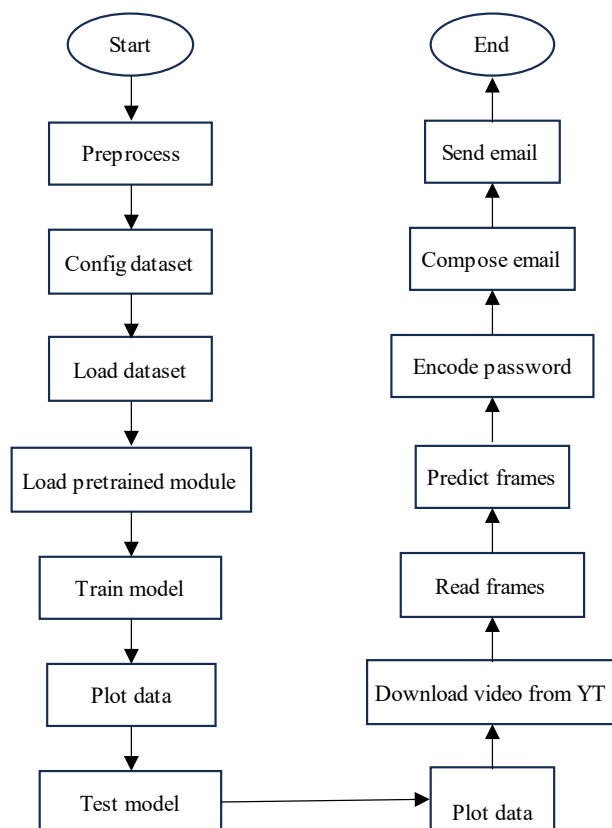 Start
Preprocess
Config dataset
Load dataset
Load pretrained module
Train model
Plot data
Test model
Plot data
Download video from YT
Read frames
Predict frames
Encode password
Compose email
Send email
End